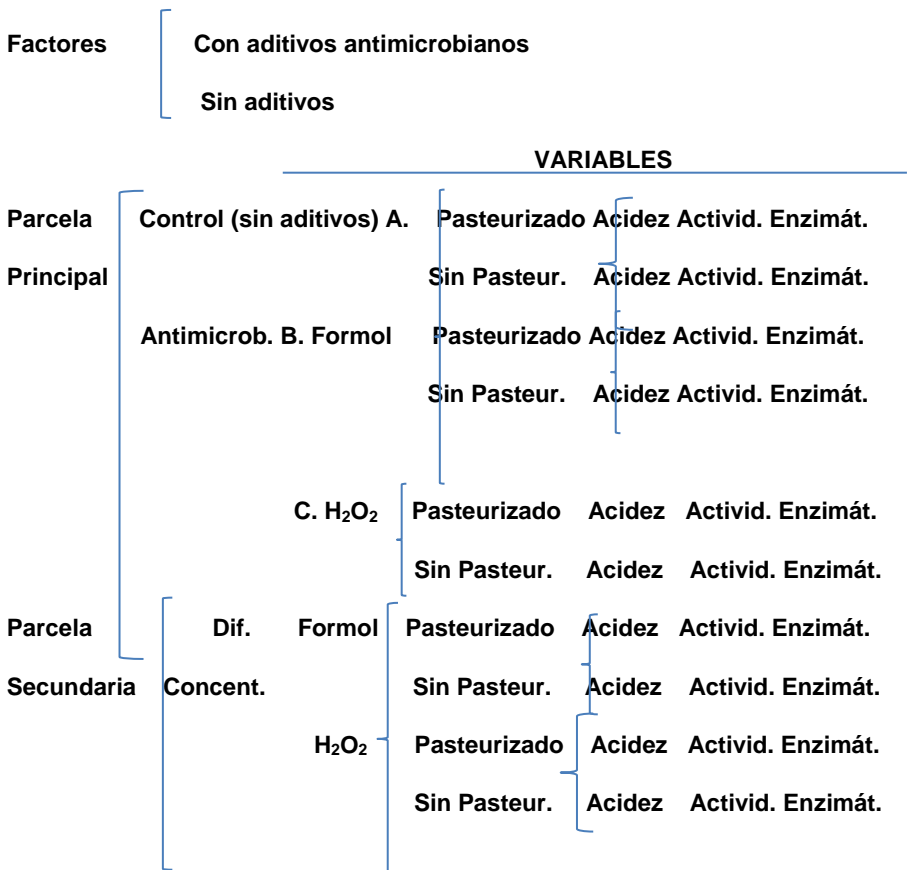 Factores Con aditivos antimicrobianos
Sin aditivos
VARIABLES
Parcela Control (sin aditivos) A. Pasteurizado Acidez Activid. Enzimát.
Principal Sin Pasteur. Acidez Activid. Enzimát.
Antimicrob. B. Formol Pasteurizado Acidez Activid. Enzimát.
Sin Pasteur. Acidez Activid. Enzimát.
C. H₂O₂ Pasteurizado Acidez Activid. Enzimát.
Sin Pasteur. Acidez Activid. Enzimát.
Parcela Dif. Formol Pasteurizado Acidez Activid. Enzimát.
Secundaria Concent. Sin Pasteur. Acidez Activid. Enzimát.
H₂O₂ Pasteurizado Acidez Activid. Enzimát.
Sin Pasteur. Acidez Activid. Enzimát.